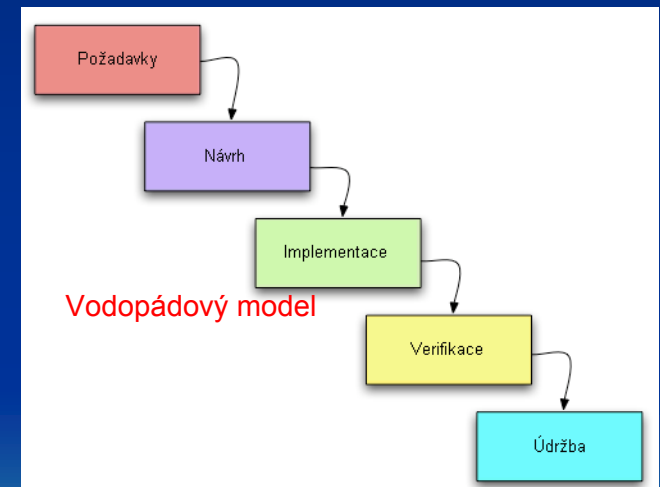 Požadavky
Návrh
Implementace
Vodopádový model
Verifikace
Údržba